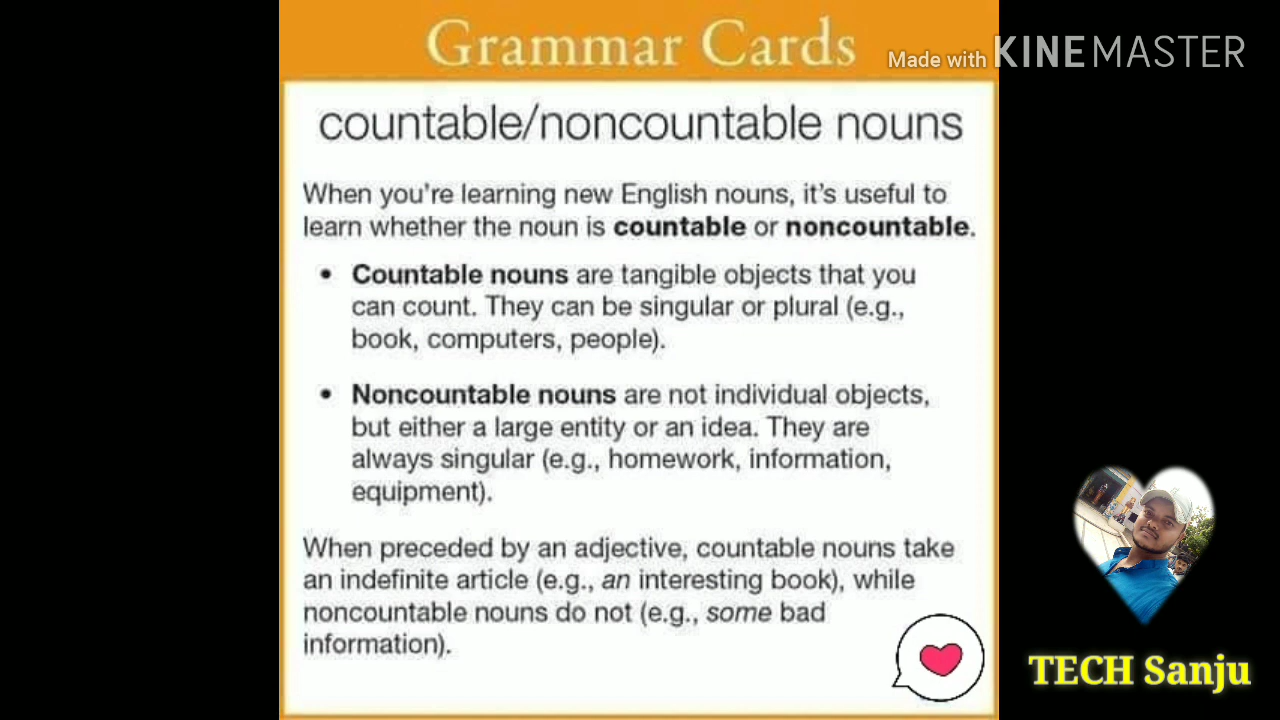 Grammar Cards
Made with KINEMASTER
countable/noncountable nouns
When you're learning new English nouns, it's useful to
learn whether the noun is countable or noncountable.
• Countable nouns are tangible objects that you
can count. They can be singular or plural (e.g.,
book, computers, people).
• Noncountable nouns are not individual objects,
but either a large entity or an idea. They are
always singular (e.g., homework, information,
equipment).
When preceded by an adjective, countable nouns take
an indefinite article (e.g., an interesting book), while
noncountable nouns do not (e.g., some bad
information).
TECH Sanju